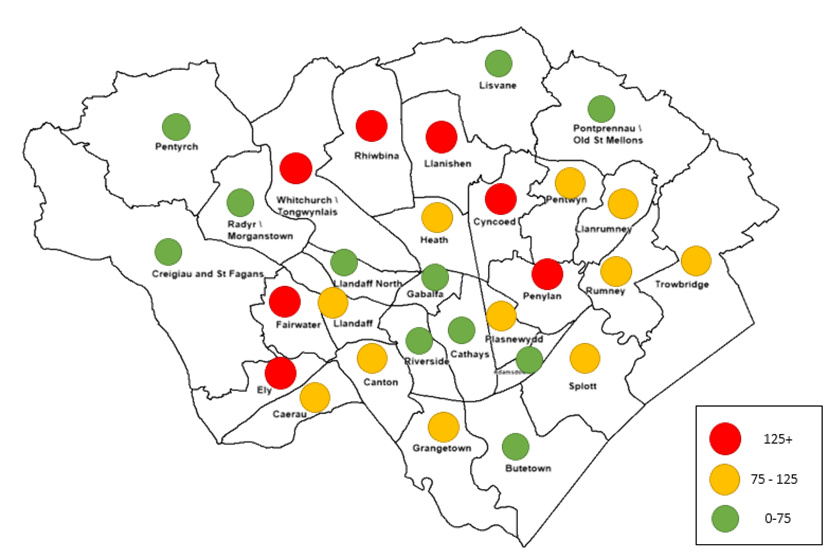 Lisvane
Pontprennau \
Old St Mellons
Pentyrch
Rhiwbina
Llanishen
Whitchurch \
Tongwynlais
Pentwyn
Cyncoed
Llanrumney
Radyr \
Morganstown
Heath
Creigiau and St Fagans
Llandaff North
Gabalfa
Penylan
Rumney
Trowbridge
Fairwater
Llandaff
Plasnewydd
Cathays
Riverside
Adamsdown
Ely
Canton
Splott
Caerau
Grangetown
Butetown
125+
75 - 125
0-75